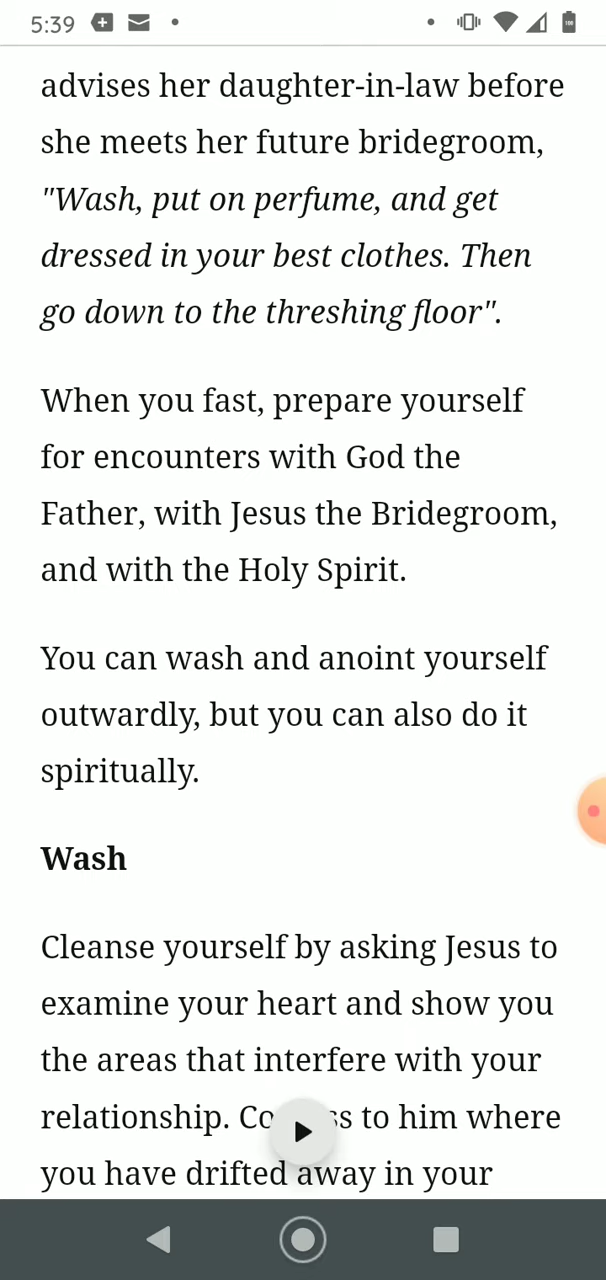 5:39
advises her daughter-in-law before
she meets her future bridegroom,
"Wash, put on perfume, and get
dressed in your best clothes. Then
go down to the threshing floor".
When you fast, prepare yourself
for encounters with God the
Father, with Jesus the Bridegroom,
and with the Holy Spirit.
You can wash and anoint yourself
outwardly, but you can also do it
spiritually.
Wash
Cleanse yourself by asking Jesus to
examine your heart and show you
the areas that interfere with your
relationship. to him where
you have drifted away in your